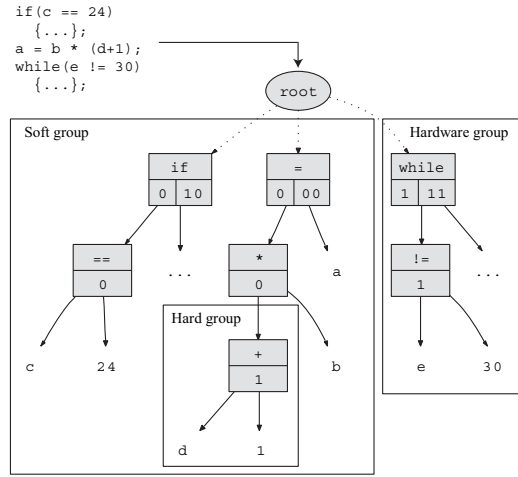 if(c == 24)
{...};
a = b * (d+1);
while(e != 30)
{...};
root
Soft group
Hardware group
if
=
while
0 10
0 00
1 11
==
...
*
a
!=
...
0
0
1
Hard group
+
c
24
1
b
e
30
d
1